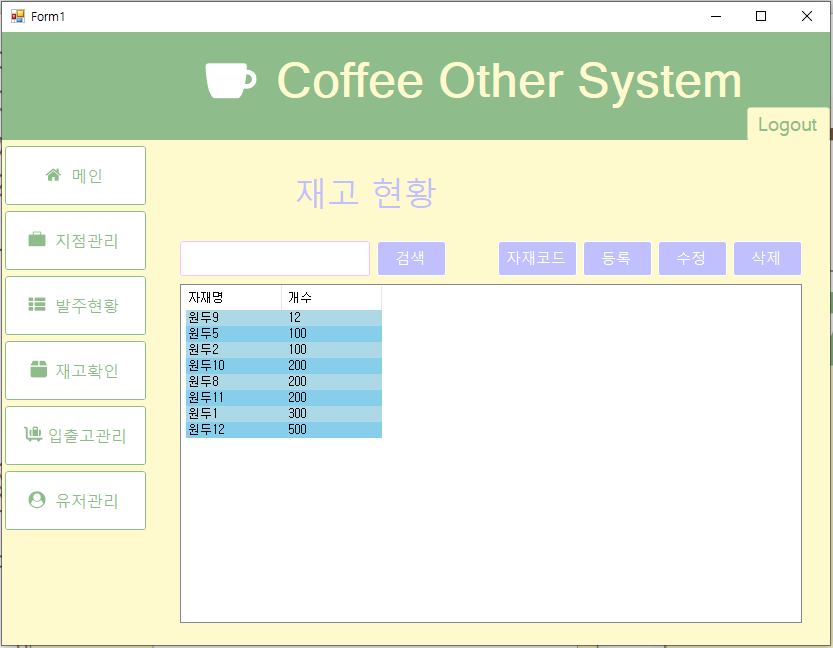 Form1
Coffee Other System
Logout
메인
지점관리
발주현황
재고확인
입출고관리
유저관리
재고 현황
검색 자재코드 등록 수정 삭제
자재명 개수
원두9 12
원두5 100
원두2 100
원두10 200
원두8 200
원두11 200
원두1 300
원두12 500